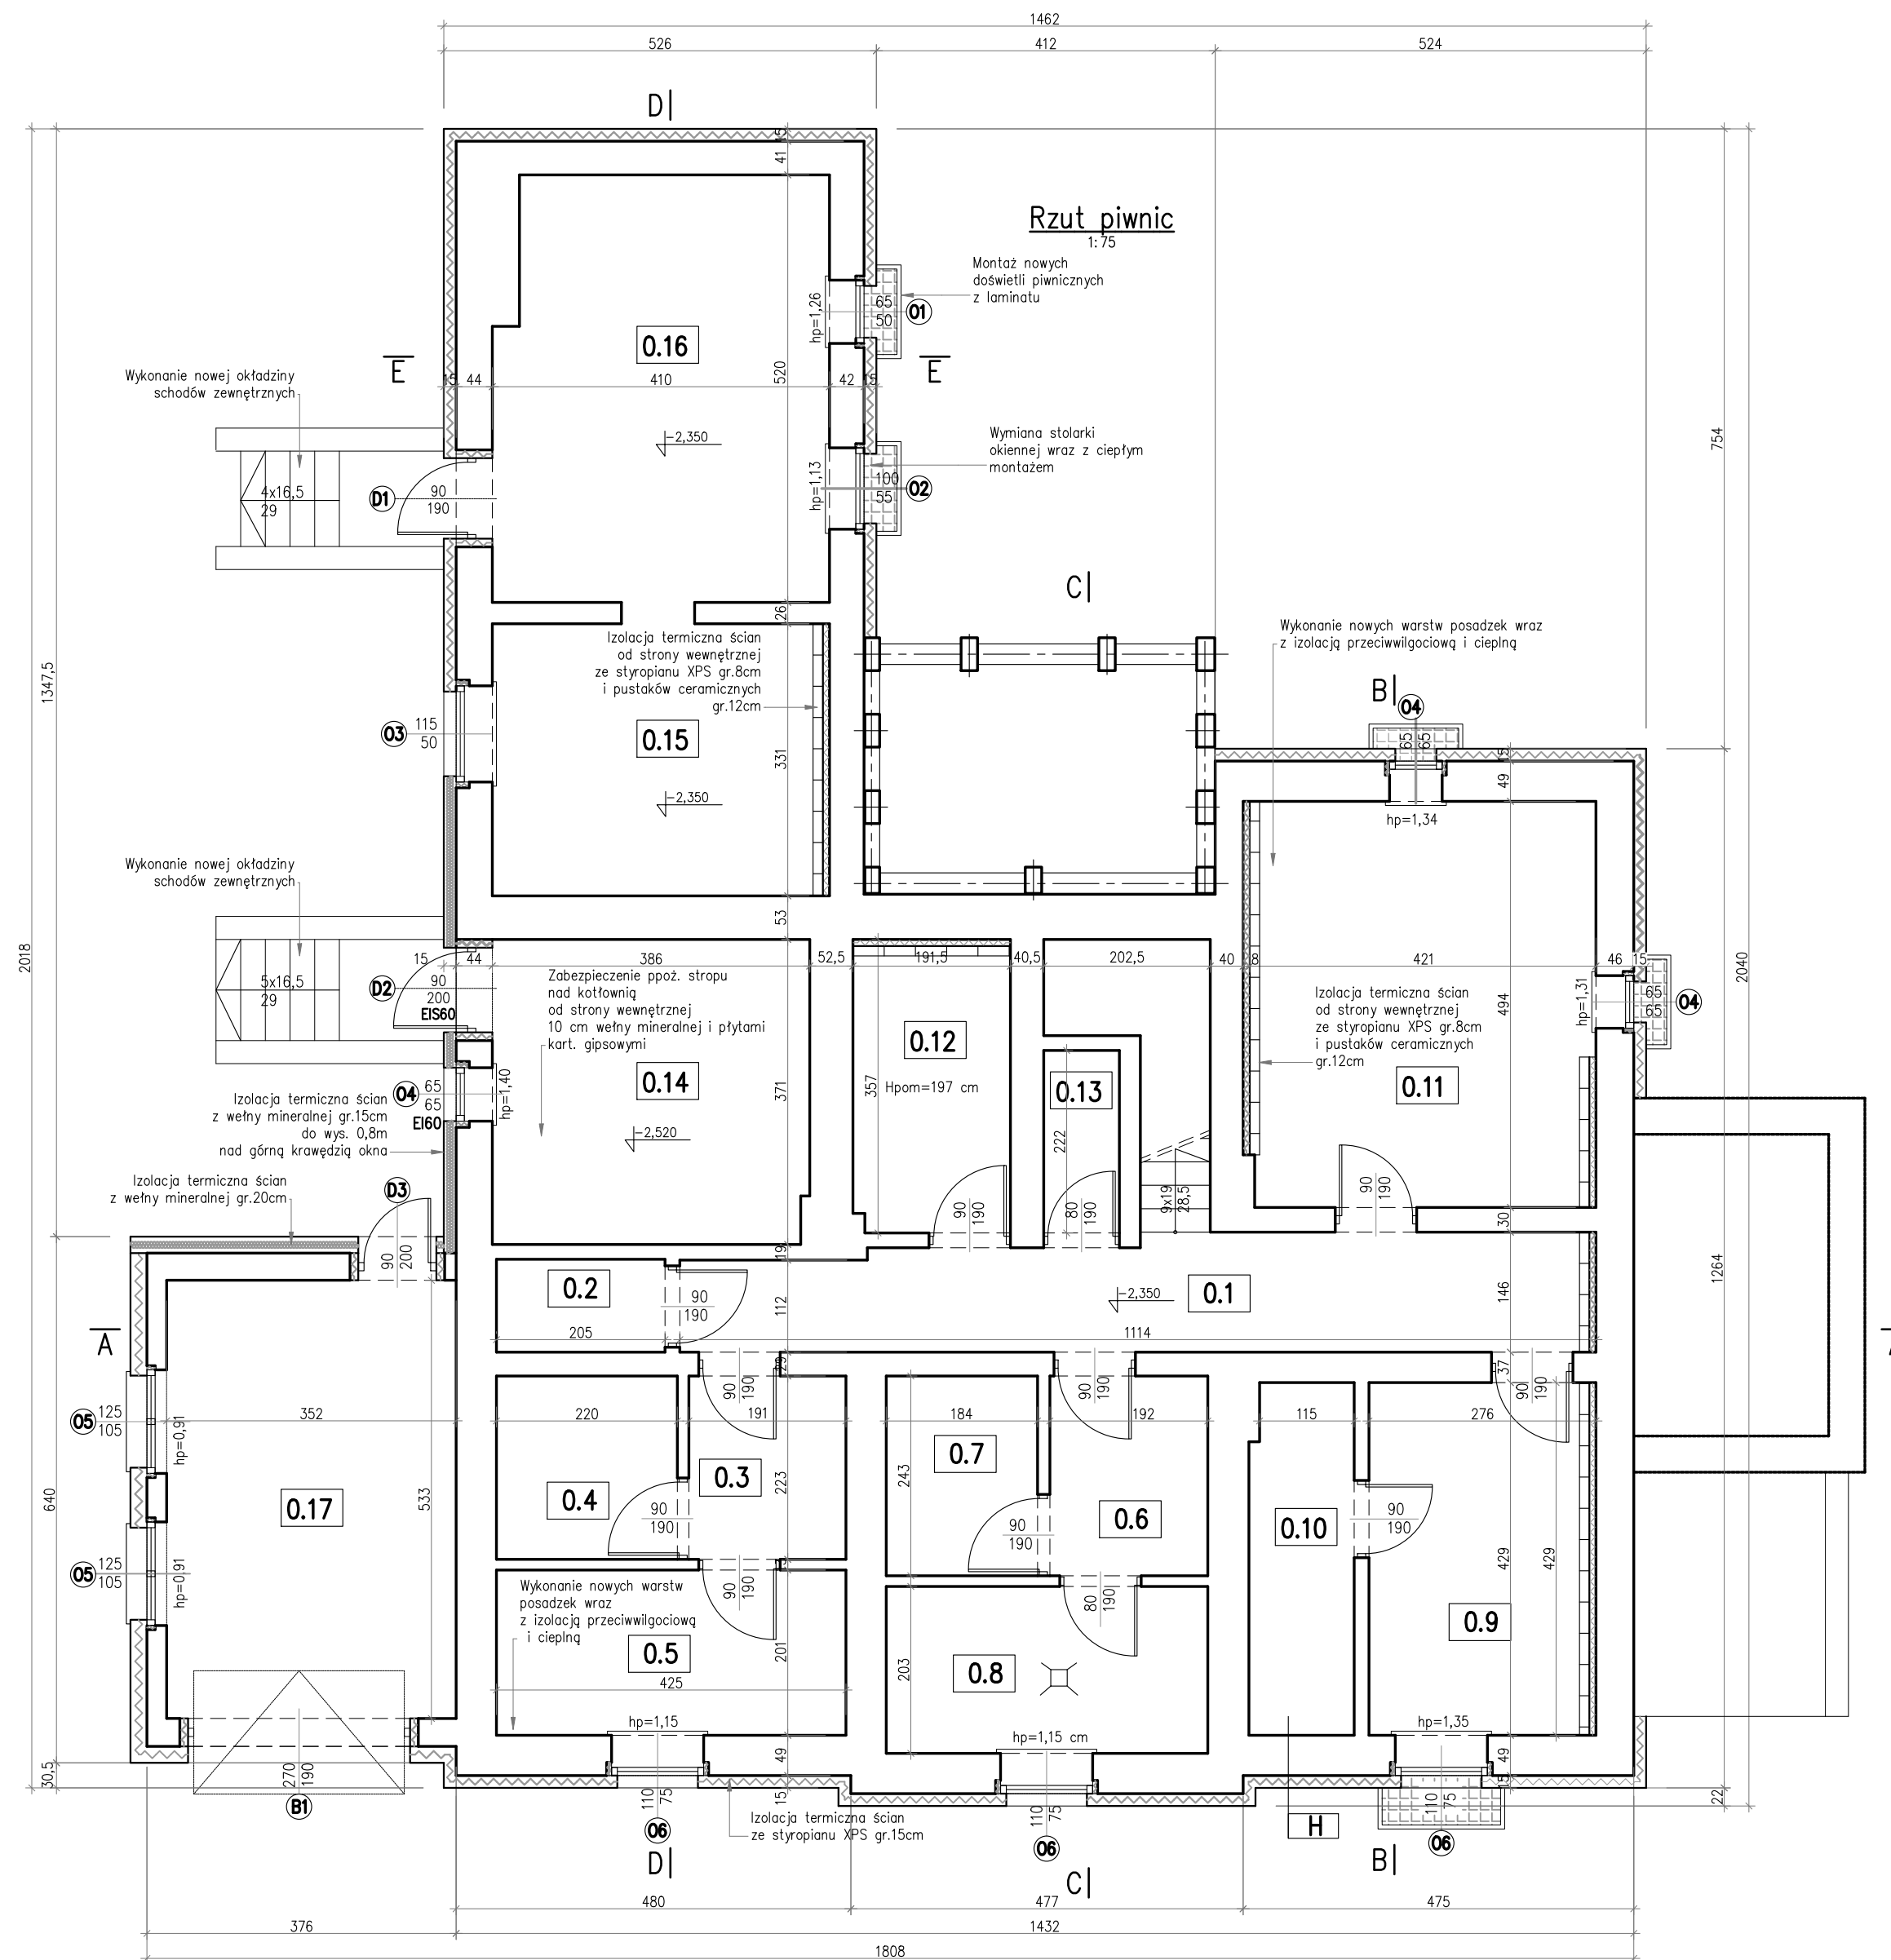 1462
526
412
524
D
15
41
Rzut piwnic
1:75
Montaż nowych
doświetli piwnicznych
z laminatu
hp=1,26
65
50
O1
0.16
E
E
Wykonanie nowej okładziny
schodów zewnętrznych
15
44
410
520
42
15
Wymiana stolarki
okiennej wraz z ciepłym
montażem
-2,350
hp=1,13
100
55
O2
754
4x16,5
29
D1
90
190
C
26
Izolacja termiczna ścian
od strony wewnętrznej
ze styropianu XPS gr.8cm
i pustaków ceramicznych
gr.12cm
Wykonanie nowych warstw posadzek wraz
z izolacją przeciwwilgociową i cieplną
1347,5
B
O4
65
65
O3
115
50
0.15
331
15
49
-2,350
hp=1,34
Wykonanie nowej okładziny
schodów zewnętrznych
53
2018
2040
15
44
386
52,5
191,5
40,5
202,5
40
8
421
46
15
5x16,5
29
D2
90
200
EIS60
Zabezpieczenie ppoż. stropu
nad kotłownią
od strony wewnętrznej
10 cm wełny mineralnej i płytami
kart. gipsowymi
Izolacja termiczna ścian
od strony wewnętrznej
ze styropianu XPS gr.8cm
i pustaków ceramicznych
gr.12cm
494
hp=1,31
65
65
O4
0.12
Hpom=197 cm
357
0.14
371
0.13
222
0.11
Izolacja termiczna ścian
z wełny mineralnej gr.15cm
do wys. 0,8m
nad górną krawędzią okna
O4
65
65
EI60
hp=1,40
-2,520
Izolacja termiczna ścian
z wełny mineralnej gr.20cm
D3
90
200
90
190
80
190
9x19
28,5
90
190
30
19
1264
0.2
90
190
112
-2,350
0.1
146
A
205
1114
29
90
190
90
190
37
90
190
O5
125
105
hp=0,91
352
220
191
184
192
115
276
0.7
0.3
223
243
0.4
90
190
640
0.17
533
90
190
0.6
0.10
90
190
429
429
O5
125
105
hp=0,91
Wykonanie nowych warstw
posadzek wraz
z izolacją przeciwwilgociową
i cieplną
90
190
80
190
0.5
201
425
203
0.8
0.9
hp=1,15
hp=1,15 cm
hp=1,35
49
15
49
15
30,5
270
190
B1
110
75
O6
Izolacja termiczna ścian
ze styropianu XPS gr.15cm
110
75
O6
H
110
75
O6
22
D
C
B
480
477
475
376
1432
1808